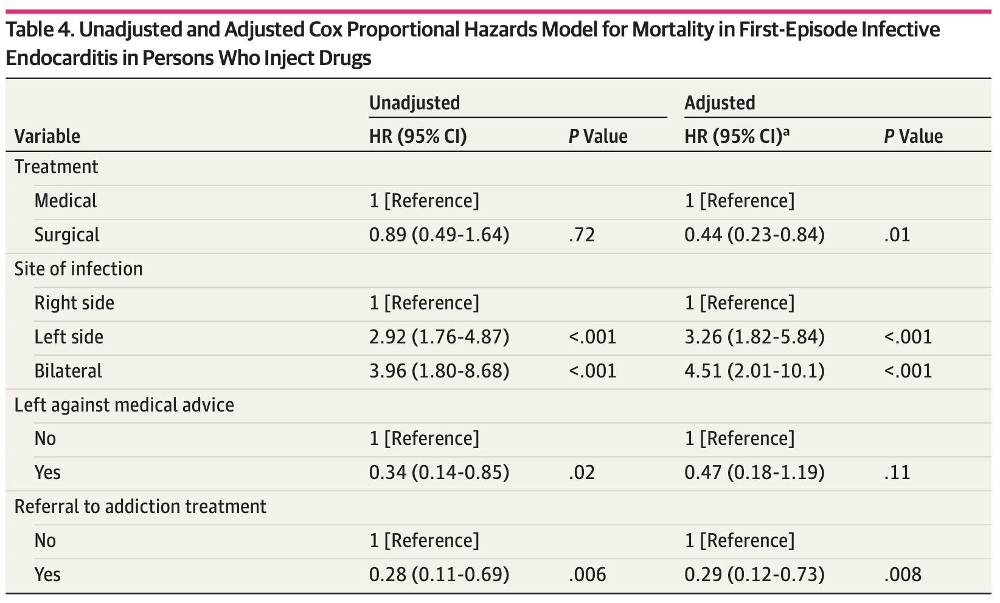 Table 4. Unadjusted and Adjusted Cox Proportional Hazards Model for Mortality in First-Episode Infective
Endocarditis in Persons Who Inject Drugs
Unadjusted Adjusted
Variable HR (95% CI) P Value HR (95% CI)ᵃ P Value
Treatment
Medical 1 [Reference] 1 [Reference]
Surgical 0.89 (0.49-1.64) .72 0.44 (0.23-0.84) .01
Site of infection
Right side 1 [Reference] 1 [Reference]
Left side 2.92 (1.76-4.87) <.001 3.26 (1.82-5.84) <.001
Bilateral 3.96 (1.80-8.68) <.001 4.51 (2.01-10.1) <.001
Left against medical advice
No 1 [Reference] 1 [Reference]
Yes 0.34 (0.14-0.85) .02 0.47 (0.18-1.19) .11
Referral to addiction treatment
No 1 [Reference] 1 [Reference]
Yes 0.28 (0.11-0.69) .006 0.29 (0.12-0.73) .008